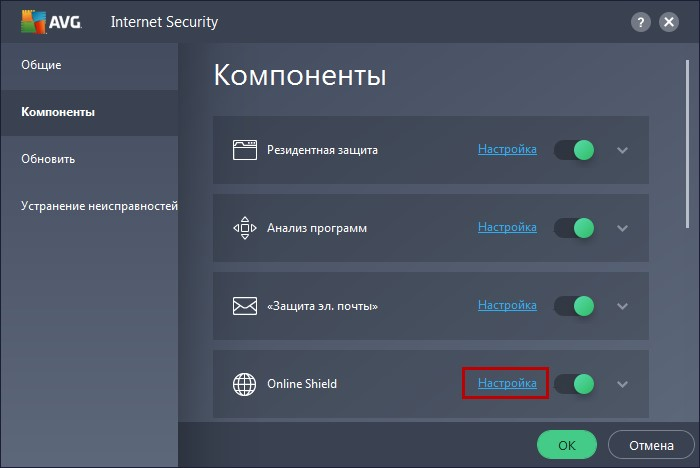 AVG Internet Security ?
Общие
Компоненты
Обновить
Устранение неисправностей
Компоненты
Резидентная защита Настройка
Анализ программ Настройка
«Защита эл. почты» Настройка
Online Shield Настройка
ОК Отмена